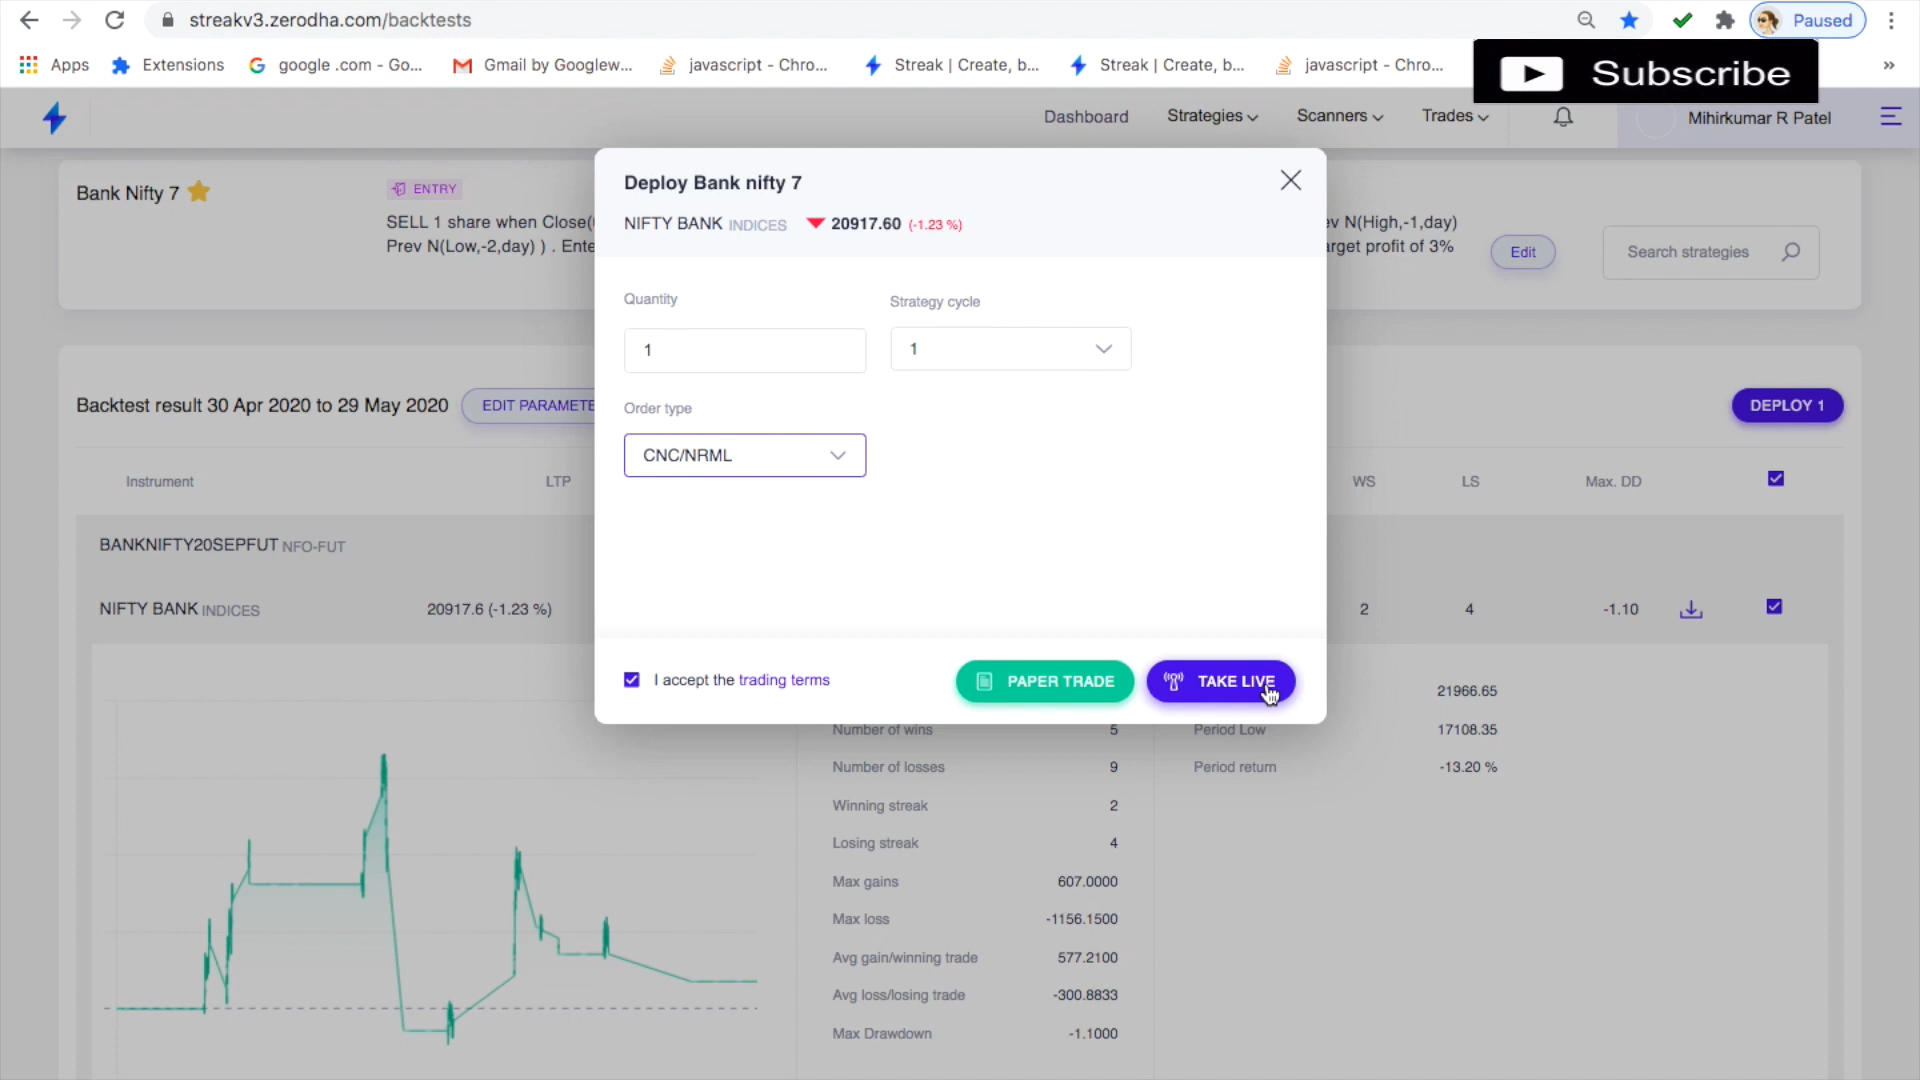 streakv3.zerodha.com/backtests
Paused
Apps
Extensions
google .com - Go...
Gmail by Googlew...
javascript - Chro...
Streak | Create, b...
Streak | Create, b...
javascript - Chro...
»
Subscribe
Dashboard
Strategies
Scanners
Trades
Mihirkumar R Patel
Bank Nifty 7
ENTRY
SELL 1 share when Close(
Prev N(Low,-2,day) ) . Ente
ev N(High,-1,day)
arget profit of 3%
Edit
Search strategies
Deploy Bank nifty 7
NIFTY BANK INDICES 20917.60 (-1.23 %)
Quantity
1
Strategy cycle
1
Order type
CNC/NRML
I accept the trading terms
PAPER TRADE
TAKE LIVE
Backtest result 30 Apr 2020 to 29 May 2020
EDIT PARAMETE
DEPLOY 1
Instrument
LTP
WS
LS
Max. DD
BANKNIFTY20SEPFUT NFO-FUT
NIFTY BANK INDICES
20917.6 (-1.23 %)
2
4
-1.10
21966.65
Number of wins 5
Period Low 17108.35
Number of losses 9
Period return -13.20 %
Winning streak 2
Losing streak 4
Max gains 607.0000
Max loss -1156.1500
Avg gain/winning trade 577.2100
Avg loss/losing trade -300.8833
Max Drawdown -1.1000